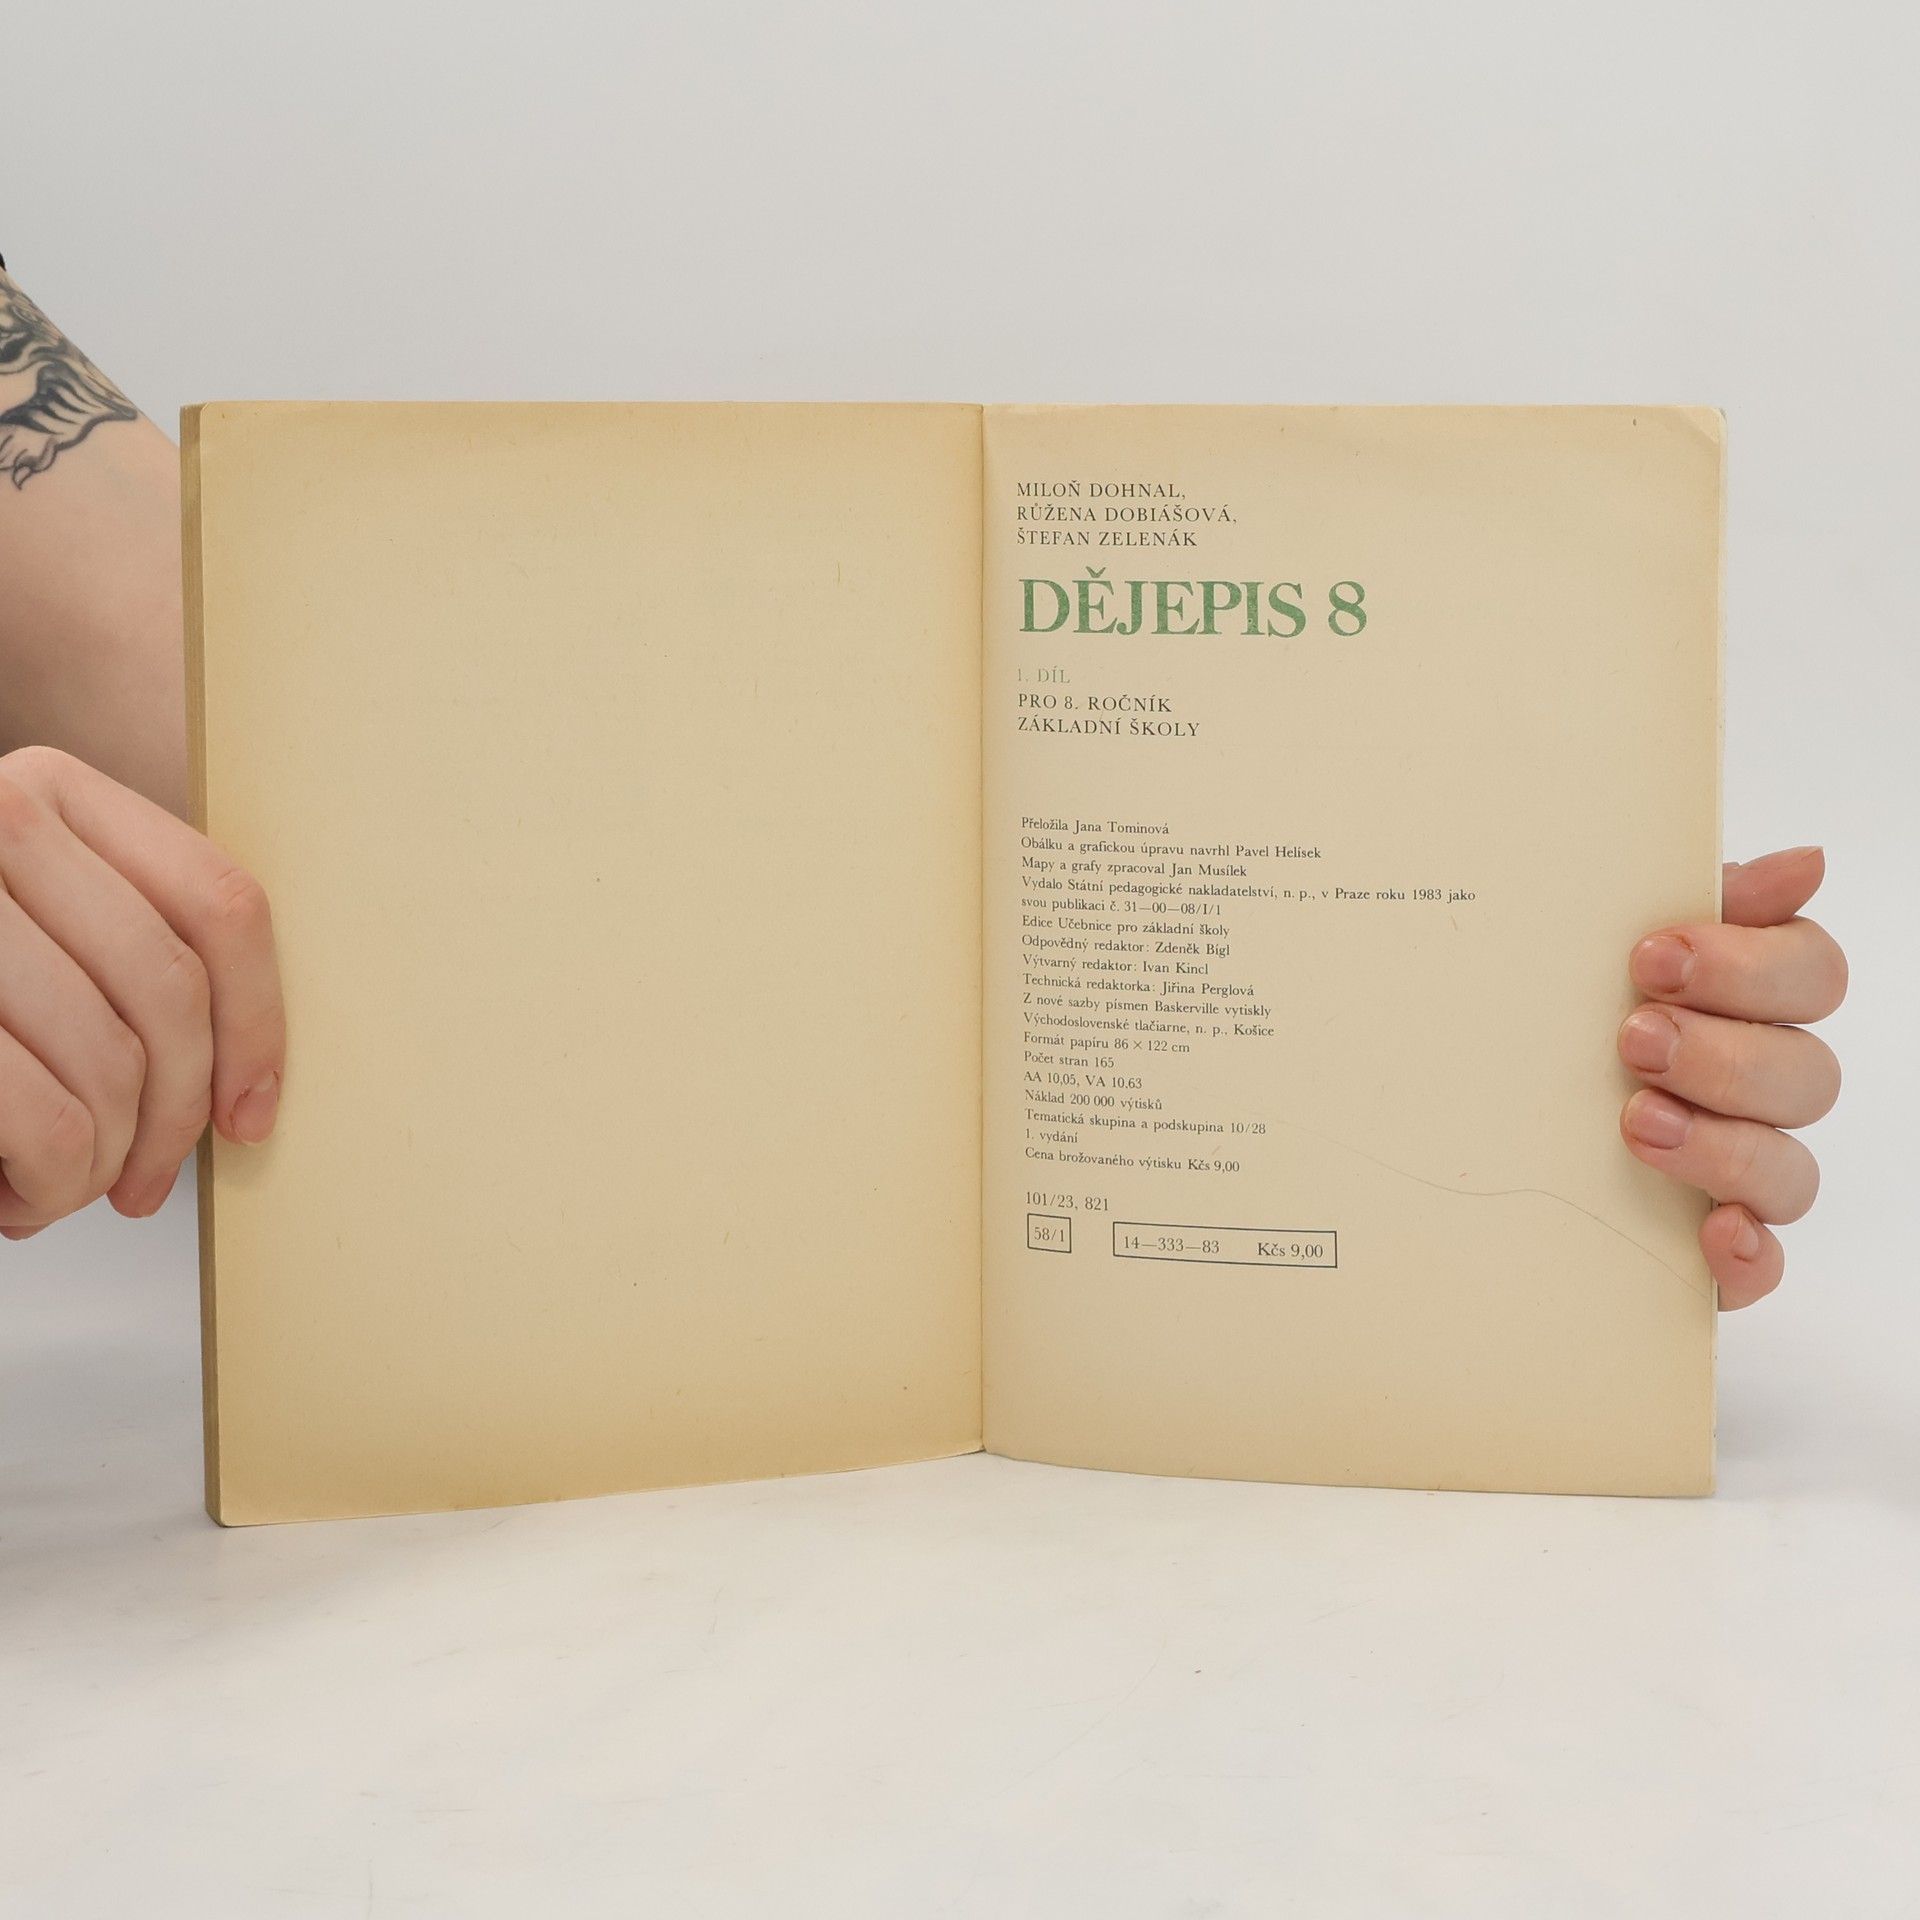 MILOŇ DOHNAL,
RŮŽENA DOBIÁŠOVÁ,
ŠTEFAN ZELENÁK
DĚJEPIS 8
1. DÍL
PRO 8. ROČNÍK
ZÁKLADNÍ ŠKOLY
Přeložila Jana Tominová
Obálku a grafickou úpravu navrhl Pavel Helísek
Mapy a grafy zpracoval Jan Musílek
Vydalo Státní pedagogické nakladatelství, n. p., v Praze roku 1983 jako
svou publikaci č. 31—00—08/I/1
Edice Učebnice pro základní školy
Odpovědný redaktor: Zdeněk Bígl
Výtvarný redaktor: Ivan Kincl
Technická redaktorka: Jiřina Perglová
Z nové sazby písmen Baskerville vytiskly
Východoslovenské tlačiarne, n. p., Košice
Formát papíru 86 × 122 cm
Počet stran 165
AA 10,05, VA 10,63
Náklad 200 000 výtisků
Tematická skupina a podskupina 10/28
1. vydání
Cena brožovaného výtisku Kčs 9,00
101/23, 821
58/1 14—333—83 Kčs 9,00